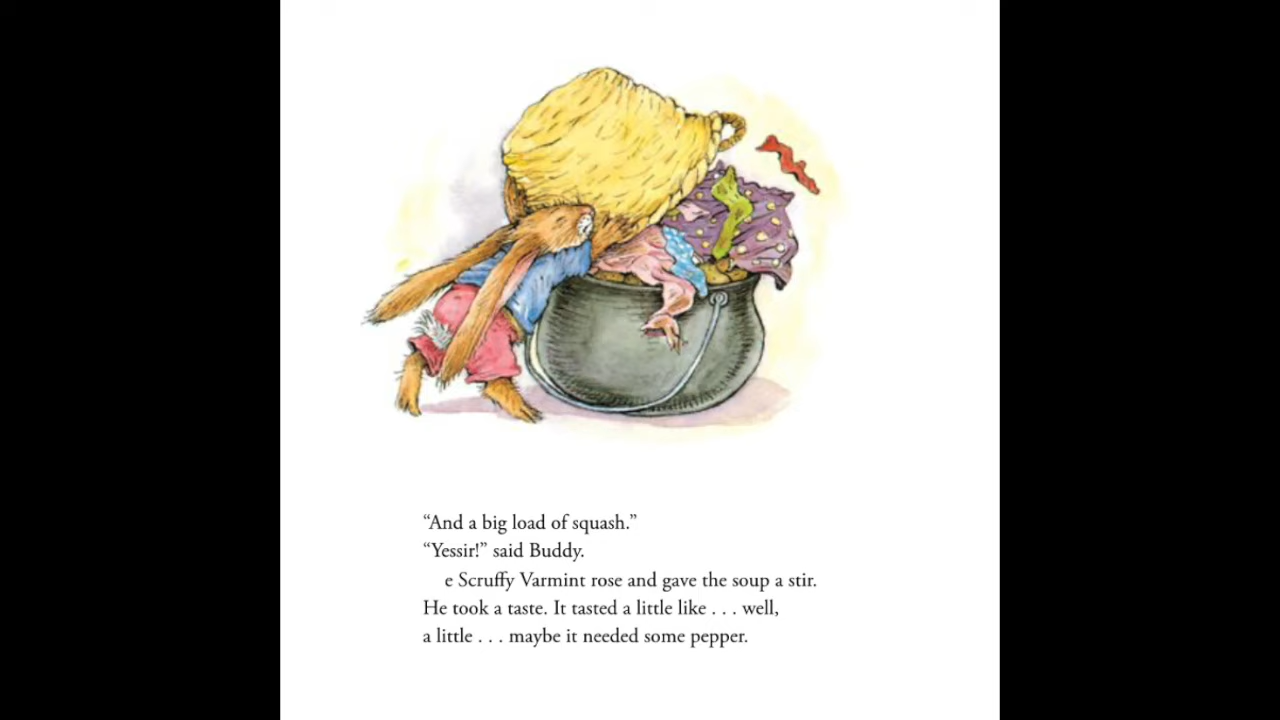 “And a big load of squash.”
“Yessir!” said Buddy.
e Scruffy Varmint rose and gave the soup a stir.
He took a taste. It tasted a little like . . . well,
a little . . . maybe it needed some pepper.